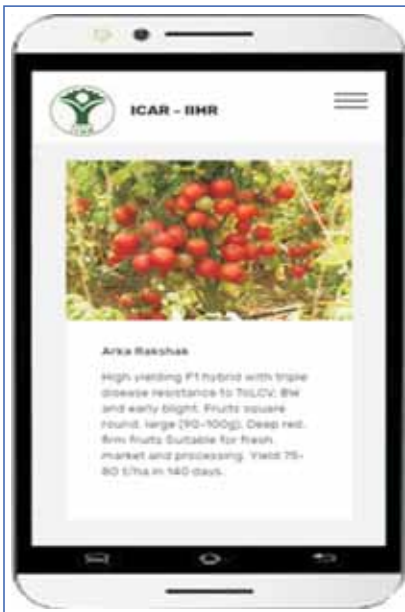 ICAR - IIHR
Arka Rakshak
High yielding F1 hybrid with triple
disease resistance to ToLCV, BW
and early blight. Fruits square
round, large (90-100g). Deep red,
firm fruits Suitable for fresh
market and processing. Yield 75-
80 t/ha in 140 days.